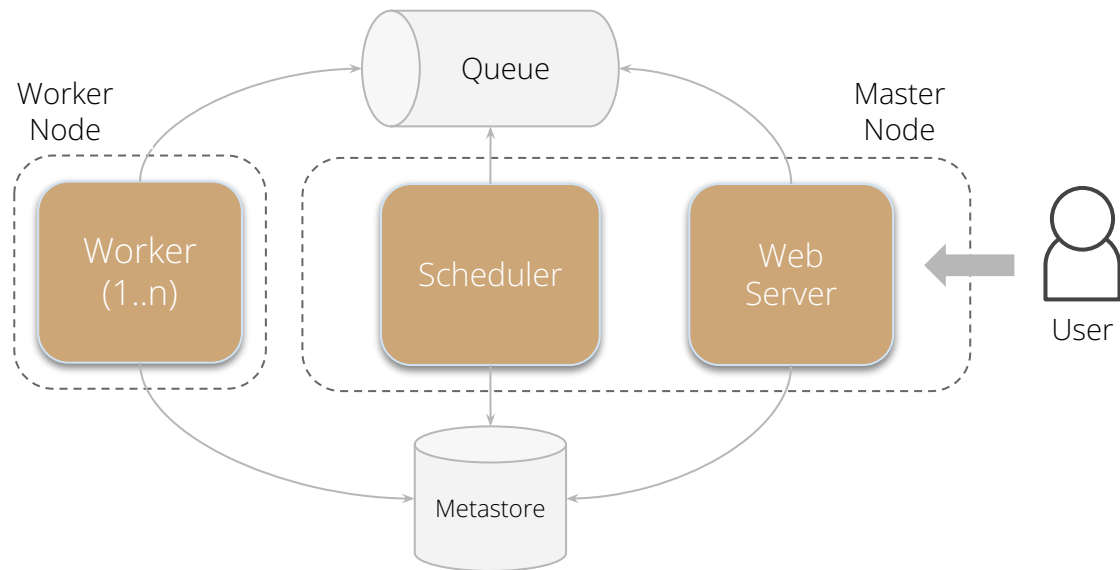 Queue
Worker
Node
Master
Node
Worker
(1..n)
Scheduler
Web
Server
User
Metastore